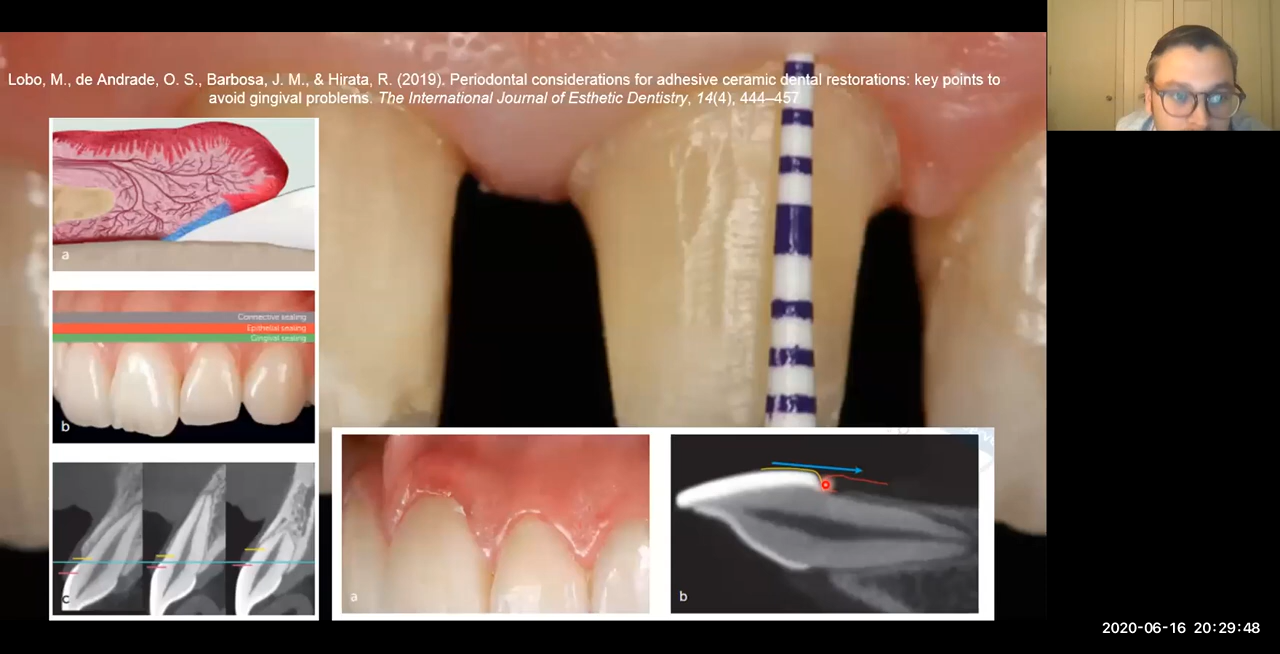 Lobo, M., de Andrade, O. S., Barbosa, J. M., & Hirata, R. (2019). Periodontal considerations for adhesive ceramic dental restorations: key points to
avoid gingival problems. The International Journal of Esthetic Dentistry, 14(4), 444–457
a
Connective sealing
Epithelial sealing
Gingival sealing
b
c
a
b
2020-06-16 20:29:48